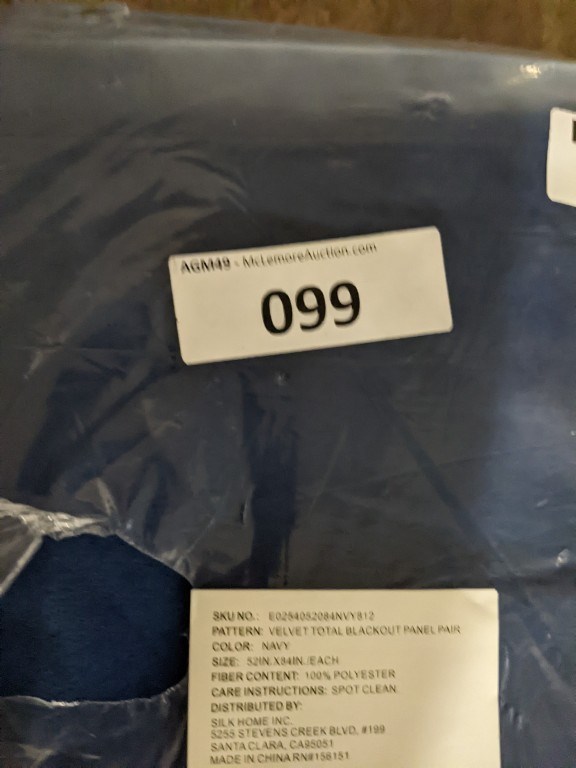 AGM49 - McLemoreAuction.com
099
SKU NO.: E0254052084NVY812
PATTERN: VELVET TOTAL BLACKOUT PANEL PAIR
COLOR: NAVY
SIZE: 52IN.X84IN./EACH
FIBER CONTENT: 100% POLYESTER
CARE INSTRUCTIONS: SPOT CLEAN.
DISTRIBUTED BY:
SILK HOME INC.
5255 STEVENS CREEK BLVD, #199
SANTA CLARA, CA95051
MADE IN CHINA RN#156151